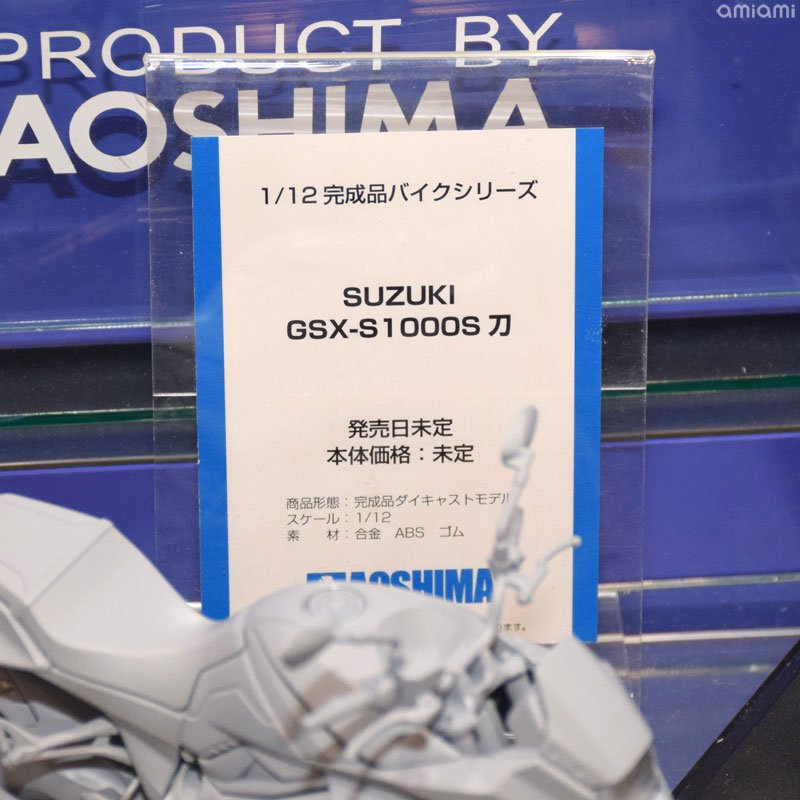 amiami
PRODUCT BY
AOSHIMA
1/12 完成品バイクシリーズ
SUZUKI
GSX-S1000S 刀
発売日未定
本体価格：未定
商品形態：完成品ダイキャストモデル
スケール：1/12
素　材：合金　ABS　ゴム
AOSHIMA
ます。